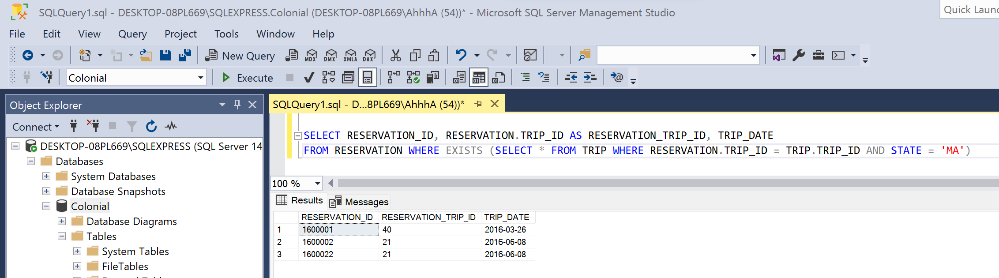 SQLQuery1.sql - DESKTOP-08PL669\SQLEXPRESS.Colonial (DESKTOP-08PL669\AhhhA (54))* - Microsoft SQL Server Management Studio
File Edit View Query Project Tools Window Help
New Query MDX DMX XMLA DAX
Colonial Execute
Object Explorer
Connect
DESKTOP-08PL669\SQLEXPRESS (SQL Server 14
Databases
System Databases
Database Snapshots
Colonial
Database Diagrams
Tables
System Tables
FileTables
SQLQuery1.sql - D...8PL669\AhhhA (54))*
SELECT RESERVATION_ID, RESERVATION.TRIP_ID AS RESERVATION_TRIP_ID, TRIP_DATE
FROM RESERVATION WHERE EXISTS (SELECT * FROM TRIP WHERE RESERVATION.TRIP_ID = TRIP.TRIP_ID AND STATE = 'MA')
100 %
Results Messages
RESERVATION_ID RESERVATION_TRIP_ID TRIP_DATE
1 1600001 40 2016-03-26
2 1600002 21 2016-06-08
3 1600022 21 2016-06-08